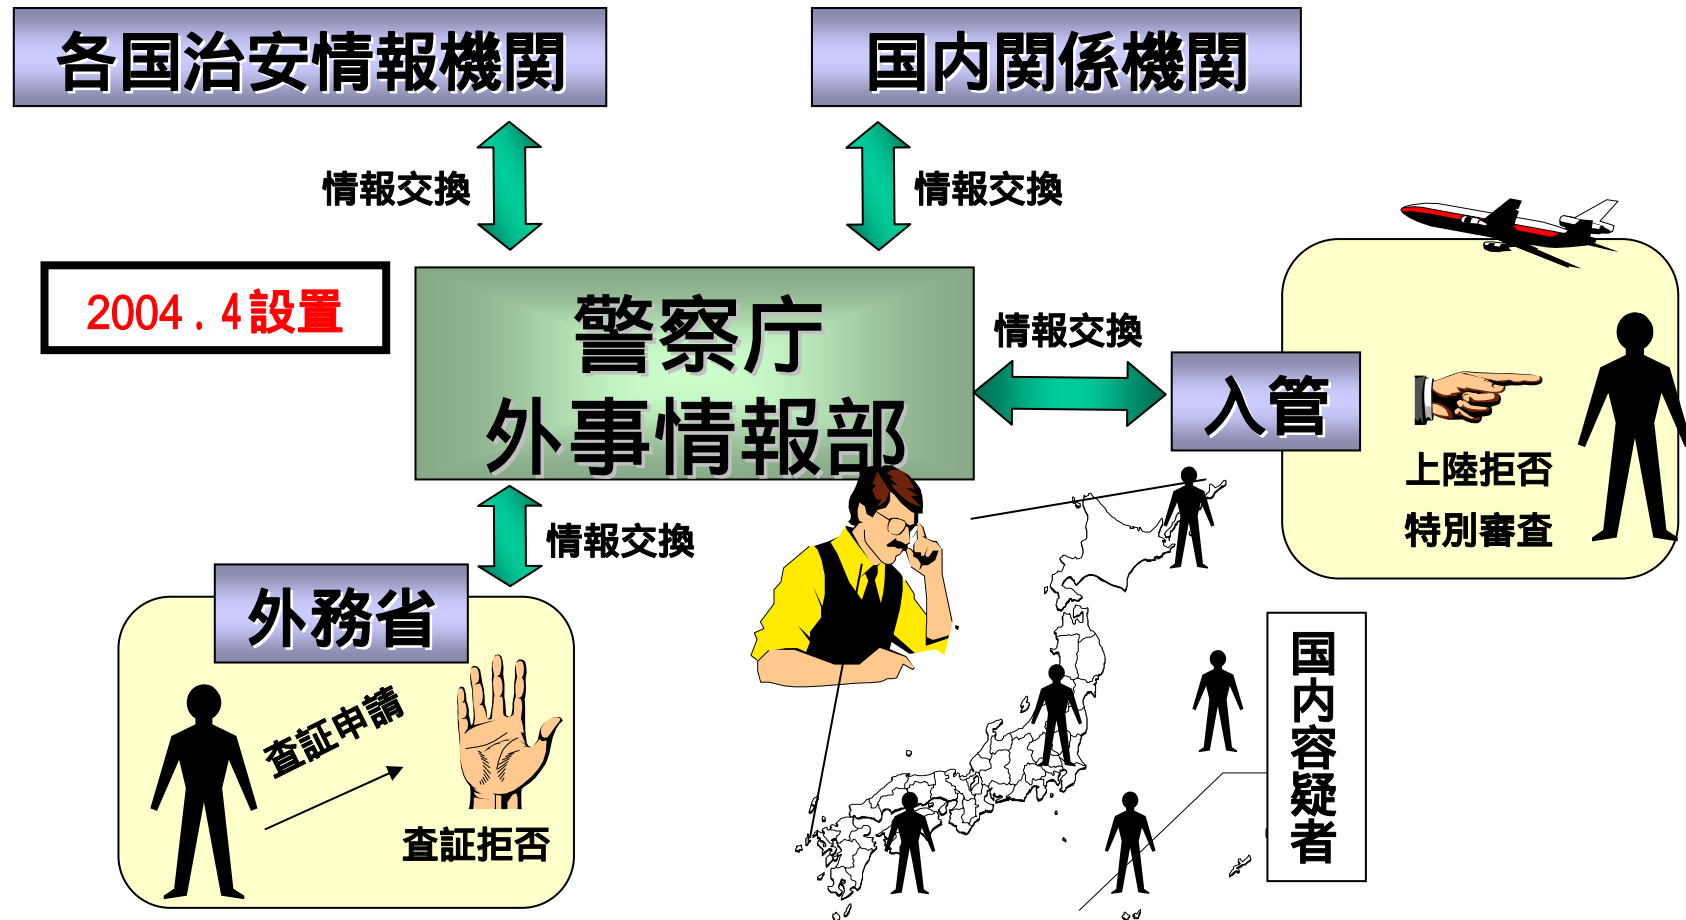 各国治安情報機関
国内関係機関
情報交換
情報交換
2004.4設置
警察庁
外事情報部
情報交換
入管
上陸拒否
特別審査
情報交換
外務省
査証申請
査証拒否
国内容疑者